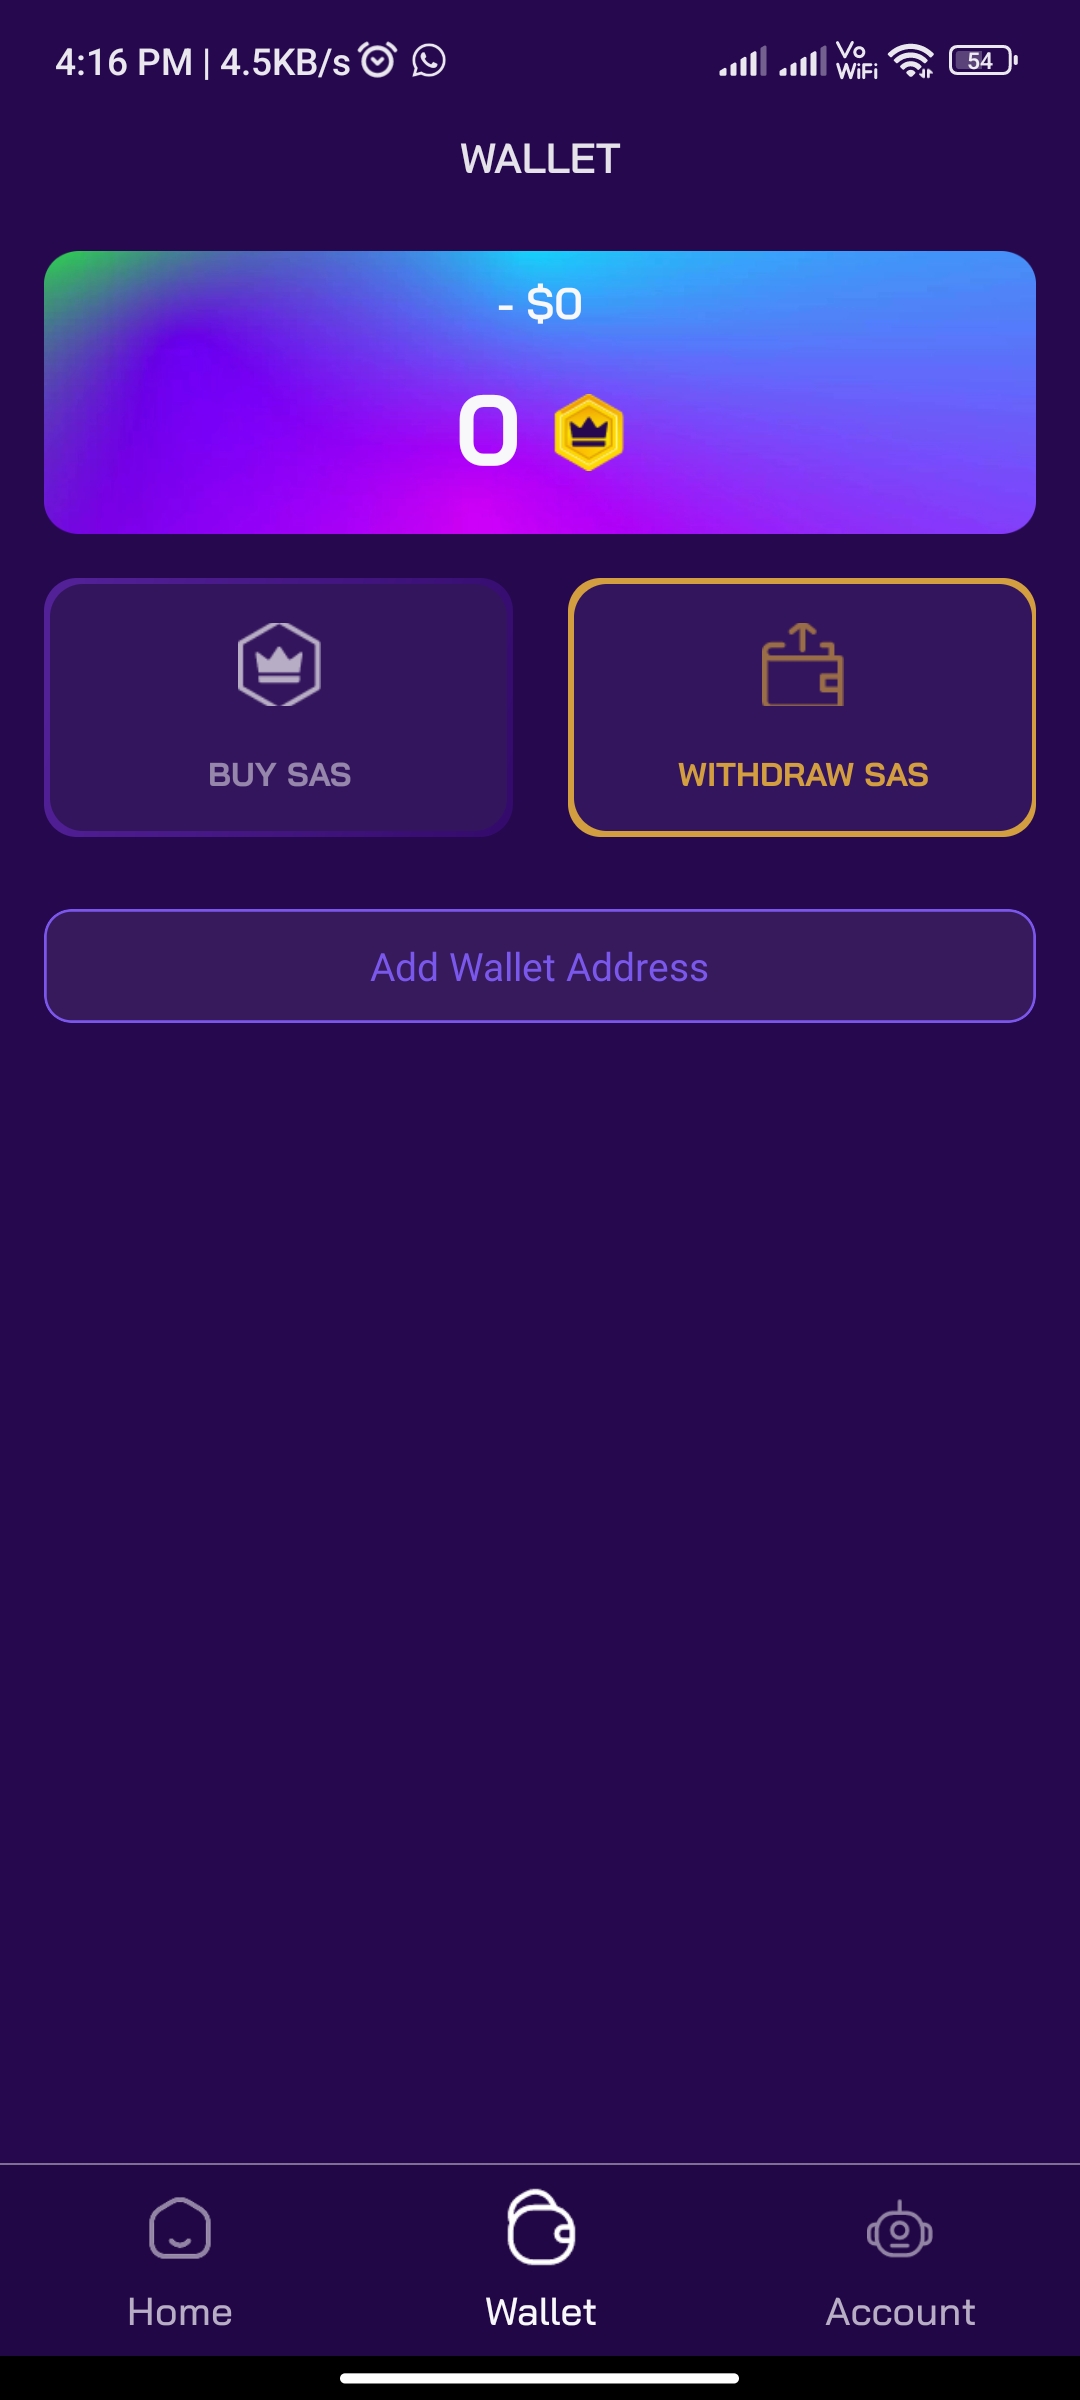 4:16 PM | 4.5KB/s Vo WiFi 54
WALLET
- $0
0
BUY SAS WITHDRAW SAS
Add Wallet Address
Home Wallet Account